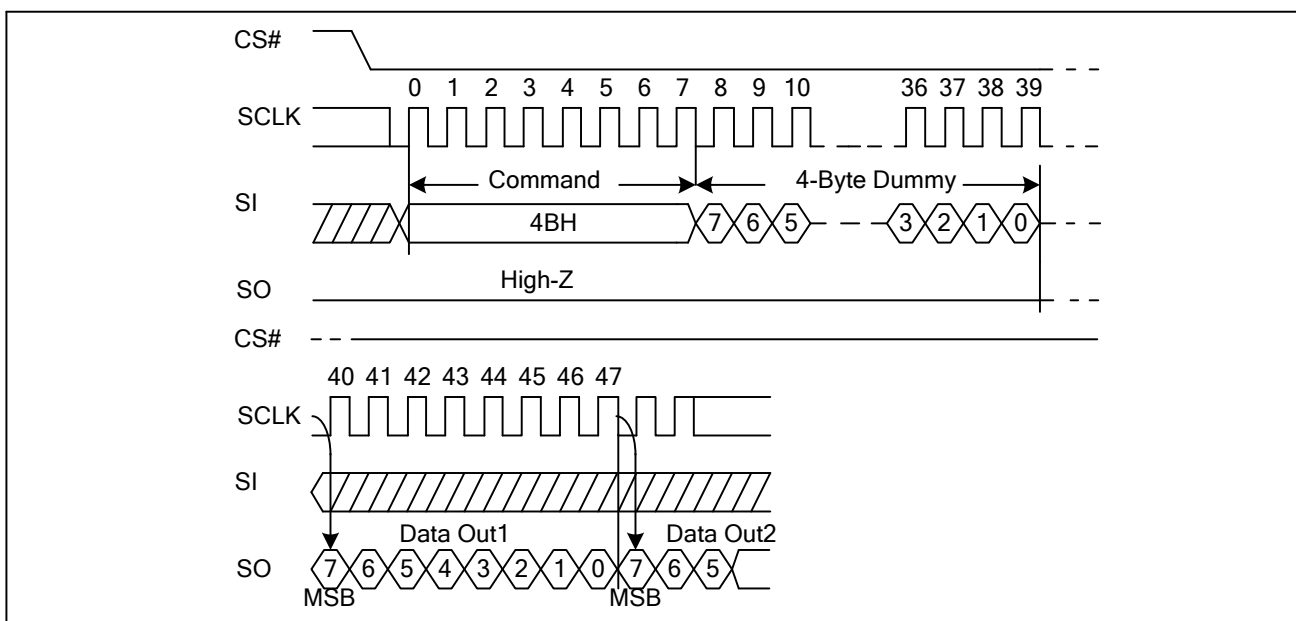 CS#
0 1 2 3 4 5 6 7 8 9 10 36 37 38 39
SCLK
Command 4-Byte Dummy
SI
4BH 7 6 5 3 2 1 0
High-Z
SO
CS#
40 41 42 43 44 45 46 47
SCLK
SI
Data Out1 Data Out2
SO 7 6 5 4 3 2 1 0 7 6 5
MSB MSB